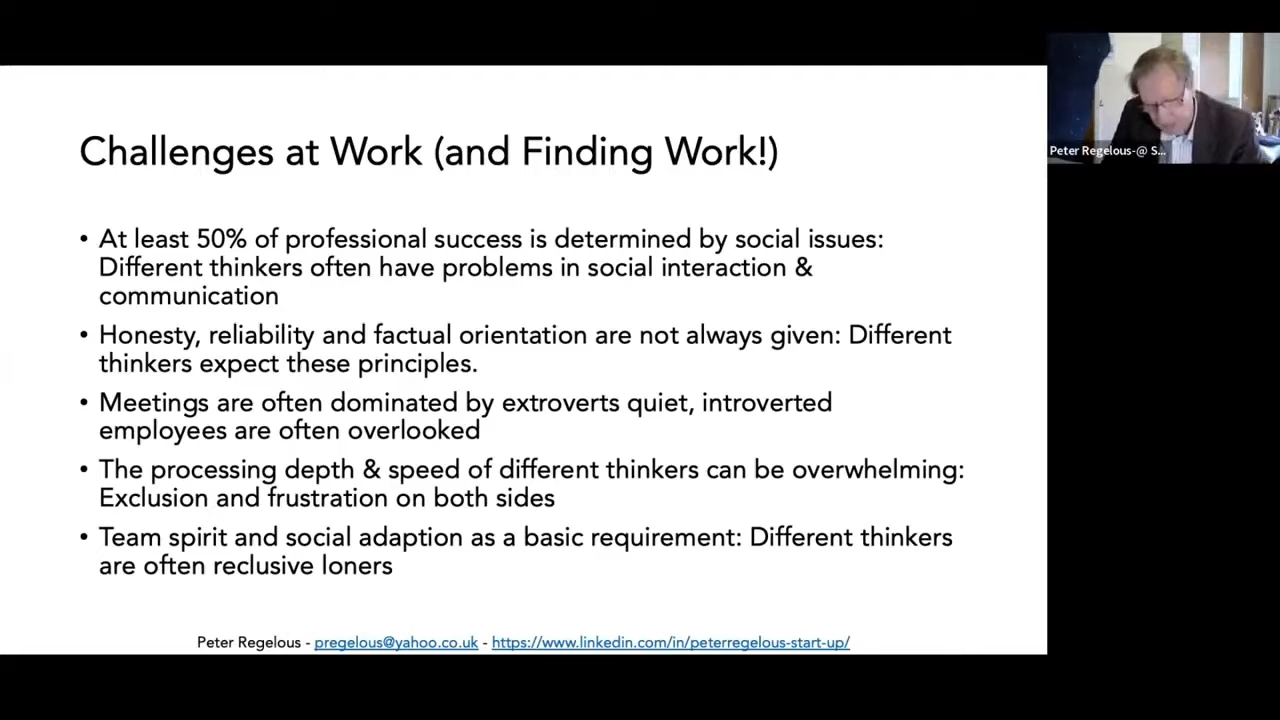 Challenges at Work (and Finding Work!)
• At least 50% of professional success is determined by social issues:
Different thinkers often have problems in social interaction &
communication
• Honesty, reliability and factual orientation are not always given: Different
thinkers expect these principles.
• Meetings are often dominated by extroverts quiet, introverted
employees are often overlooked
• The processing depth & speed of different thinkers can be overwhelming:
Exclusion and frustration on both sides
• Team spirit and social adaption as a basic requirement: Different thinkers
are often reclusive loners
Peter Regelous - pregelous@yahoo.co.uk - https://www.linkedin.com/in/peterregelous-start-up/
Peter Regelous-@ S...